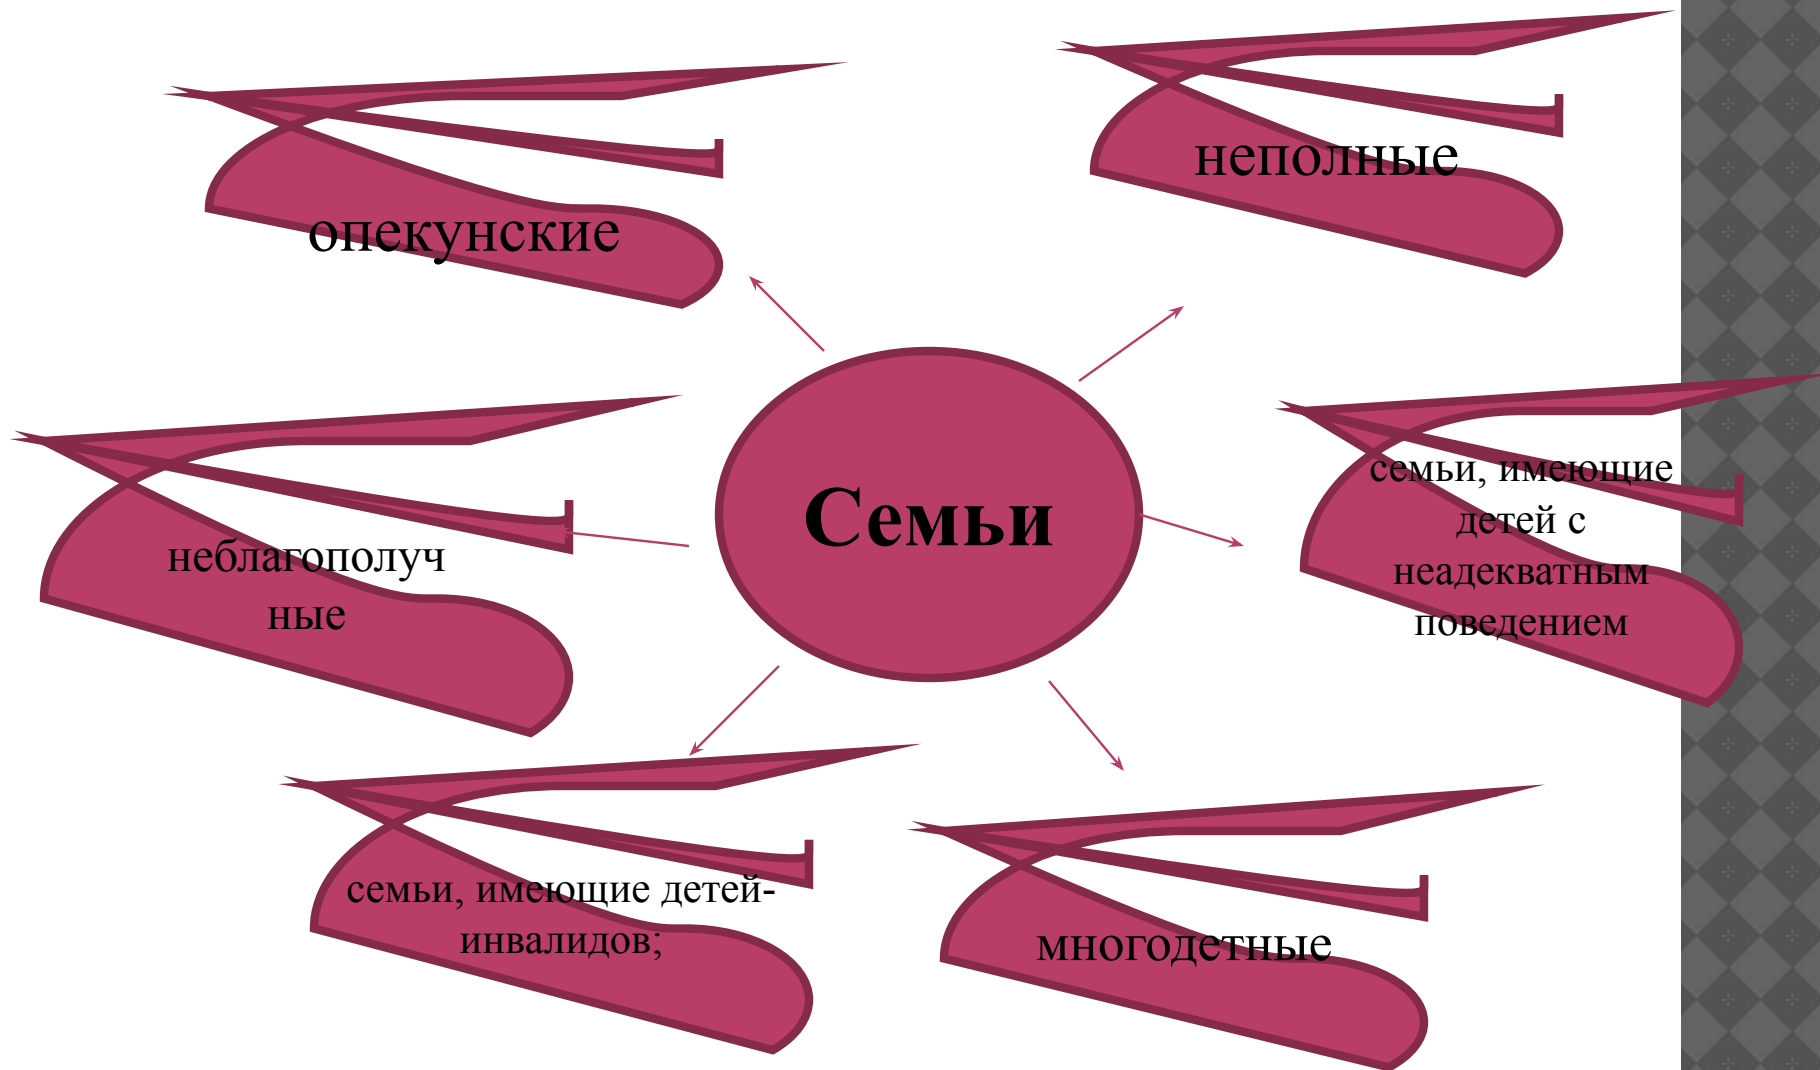 неполные
опекунские
Семьи
семьи, имеющие
детей с
неадекватным
поведением
неблагополуч
ные
семьи, имеющие детей-
инвалидов;
многодетные